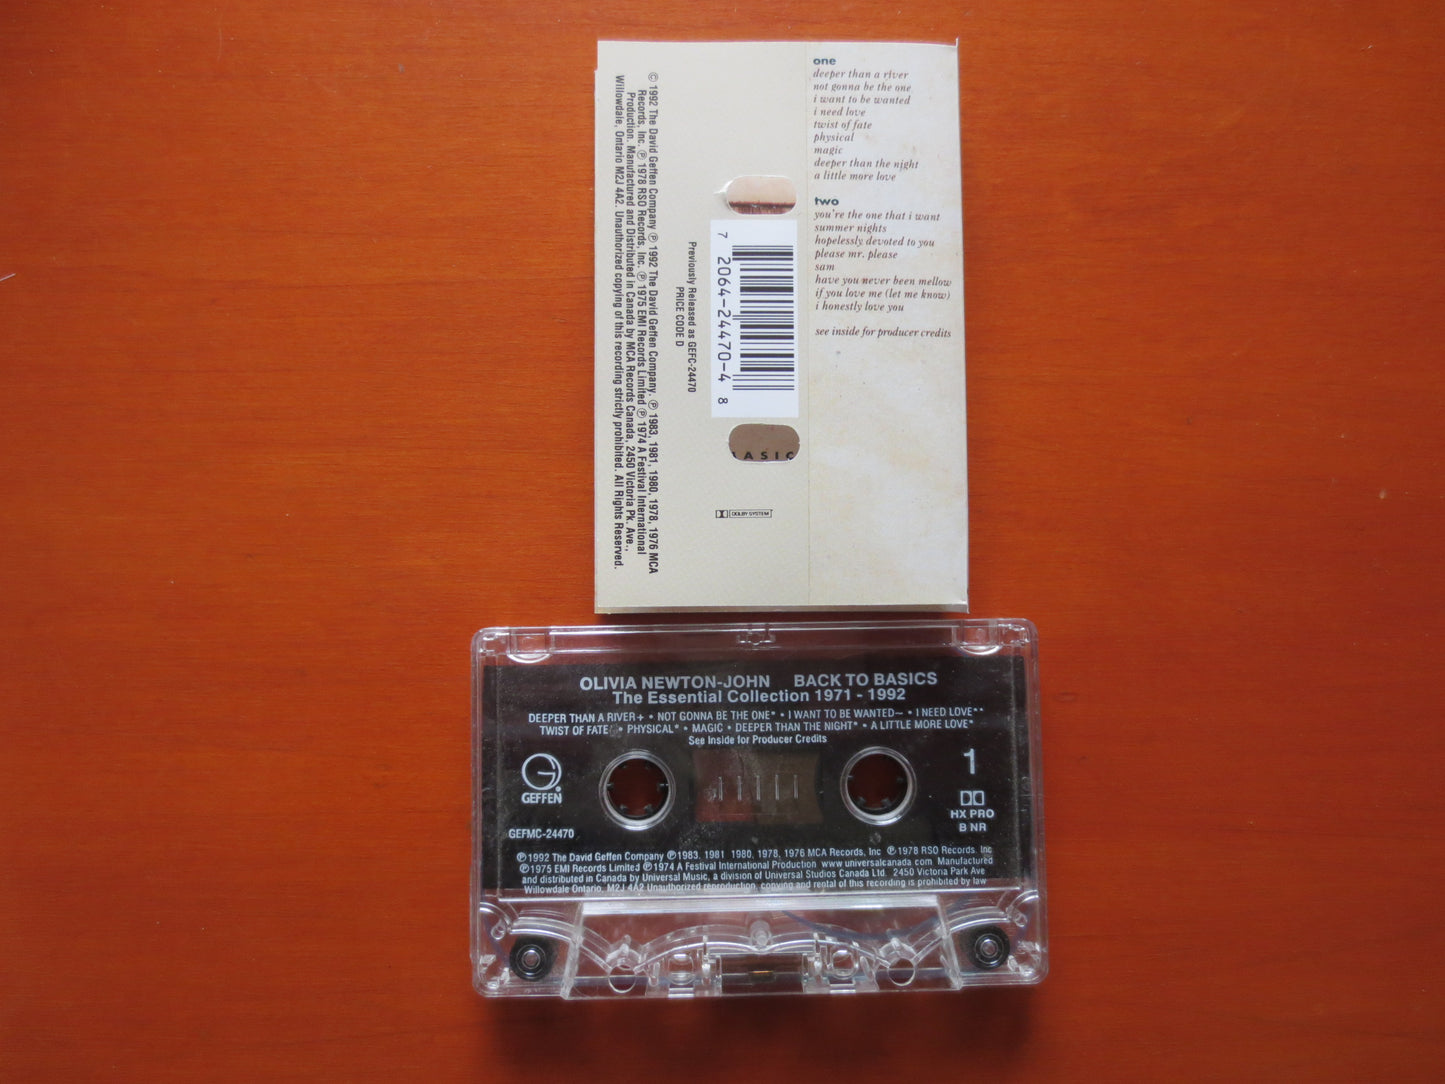 one
deeper than a river
not gonna be the one
i want to be wanted
i need love
twist of fate
physical
magic
deeper than the night
a little more love
two
you're the one that i want
summer nights
hopelessly devoted to you
please mr. please
sam
have you never been mellow
if you love me (let me know)
i honestly love you
see inside for producer credits
7 2064-24470-4 8
ASIC
DOLBY SYSTEM
Previously Released as GEFC-24470
PRICE CODE D
© 1992 The David Geffen Company ℗ 1992 The David Geffen Company. ℗ 1983, 1981, 1980, 1978, 1976 MCA
Records, Inc. ℗ 1978 RSO Records, Inc. ℗ 1975 EMI Records Limited ℗ 1974 A Festival International
Production. Manufactured and Distributed in Canada by MCA Records Canada, 2450 Victoria Pk. Ave.,
Willowdale, Ontario M2J 4A2. Unauthorized copying of this recording strictly prohibited. All Rights Reserved.
OLIVIA NEWTON-JOHN BACK TO BASICS
The Essential Collection 1971 - 1992
DEEPER THAN A RIVER+ • NOT GONNA BE THE ONE* • I WANT TO BE WANTED~ • I NEED LOVE**
TWIST OF FATE • PHYSICAL* • MAGIC • DEEPER THAN THE NIGHT* • A LITTLE MORE LOVE*
See Inside for Producer Credits
G
GEFFEN
1
HX PRO
B NR
GEFMC-24470
℗1992 The David Geffen Company ℗1983, 1981 1980, 1978, 1976 MCA Records, Inc ℗1978 RSO Records, Inc
℗1975 EMI Records Limited ℗1974 A Festival International Production www.universalcanada.com Manufactured
and distributed in Canada by Universal Music, a division of Universal Studios Canada Ltd. 2450 Victoria Park Ave
Willowdale Ontario, M2J 4A2 Unauthorized reproduction, copying and rental of this recording is prohibited by law